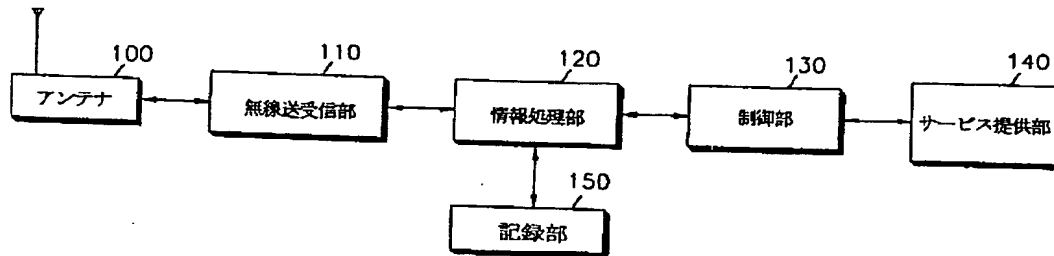 100
アンテナ
110
無線送受信部
120
情報処理部
130
制御部
140
サービス提供部
150
記録部